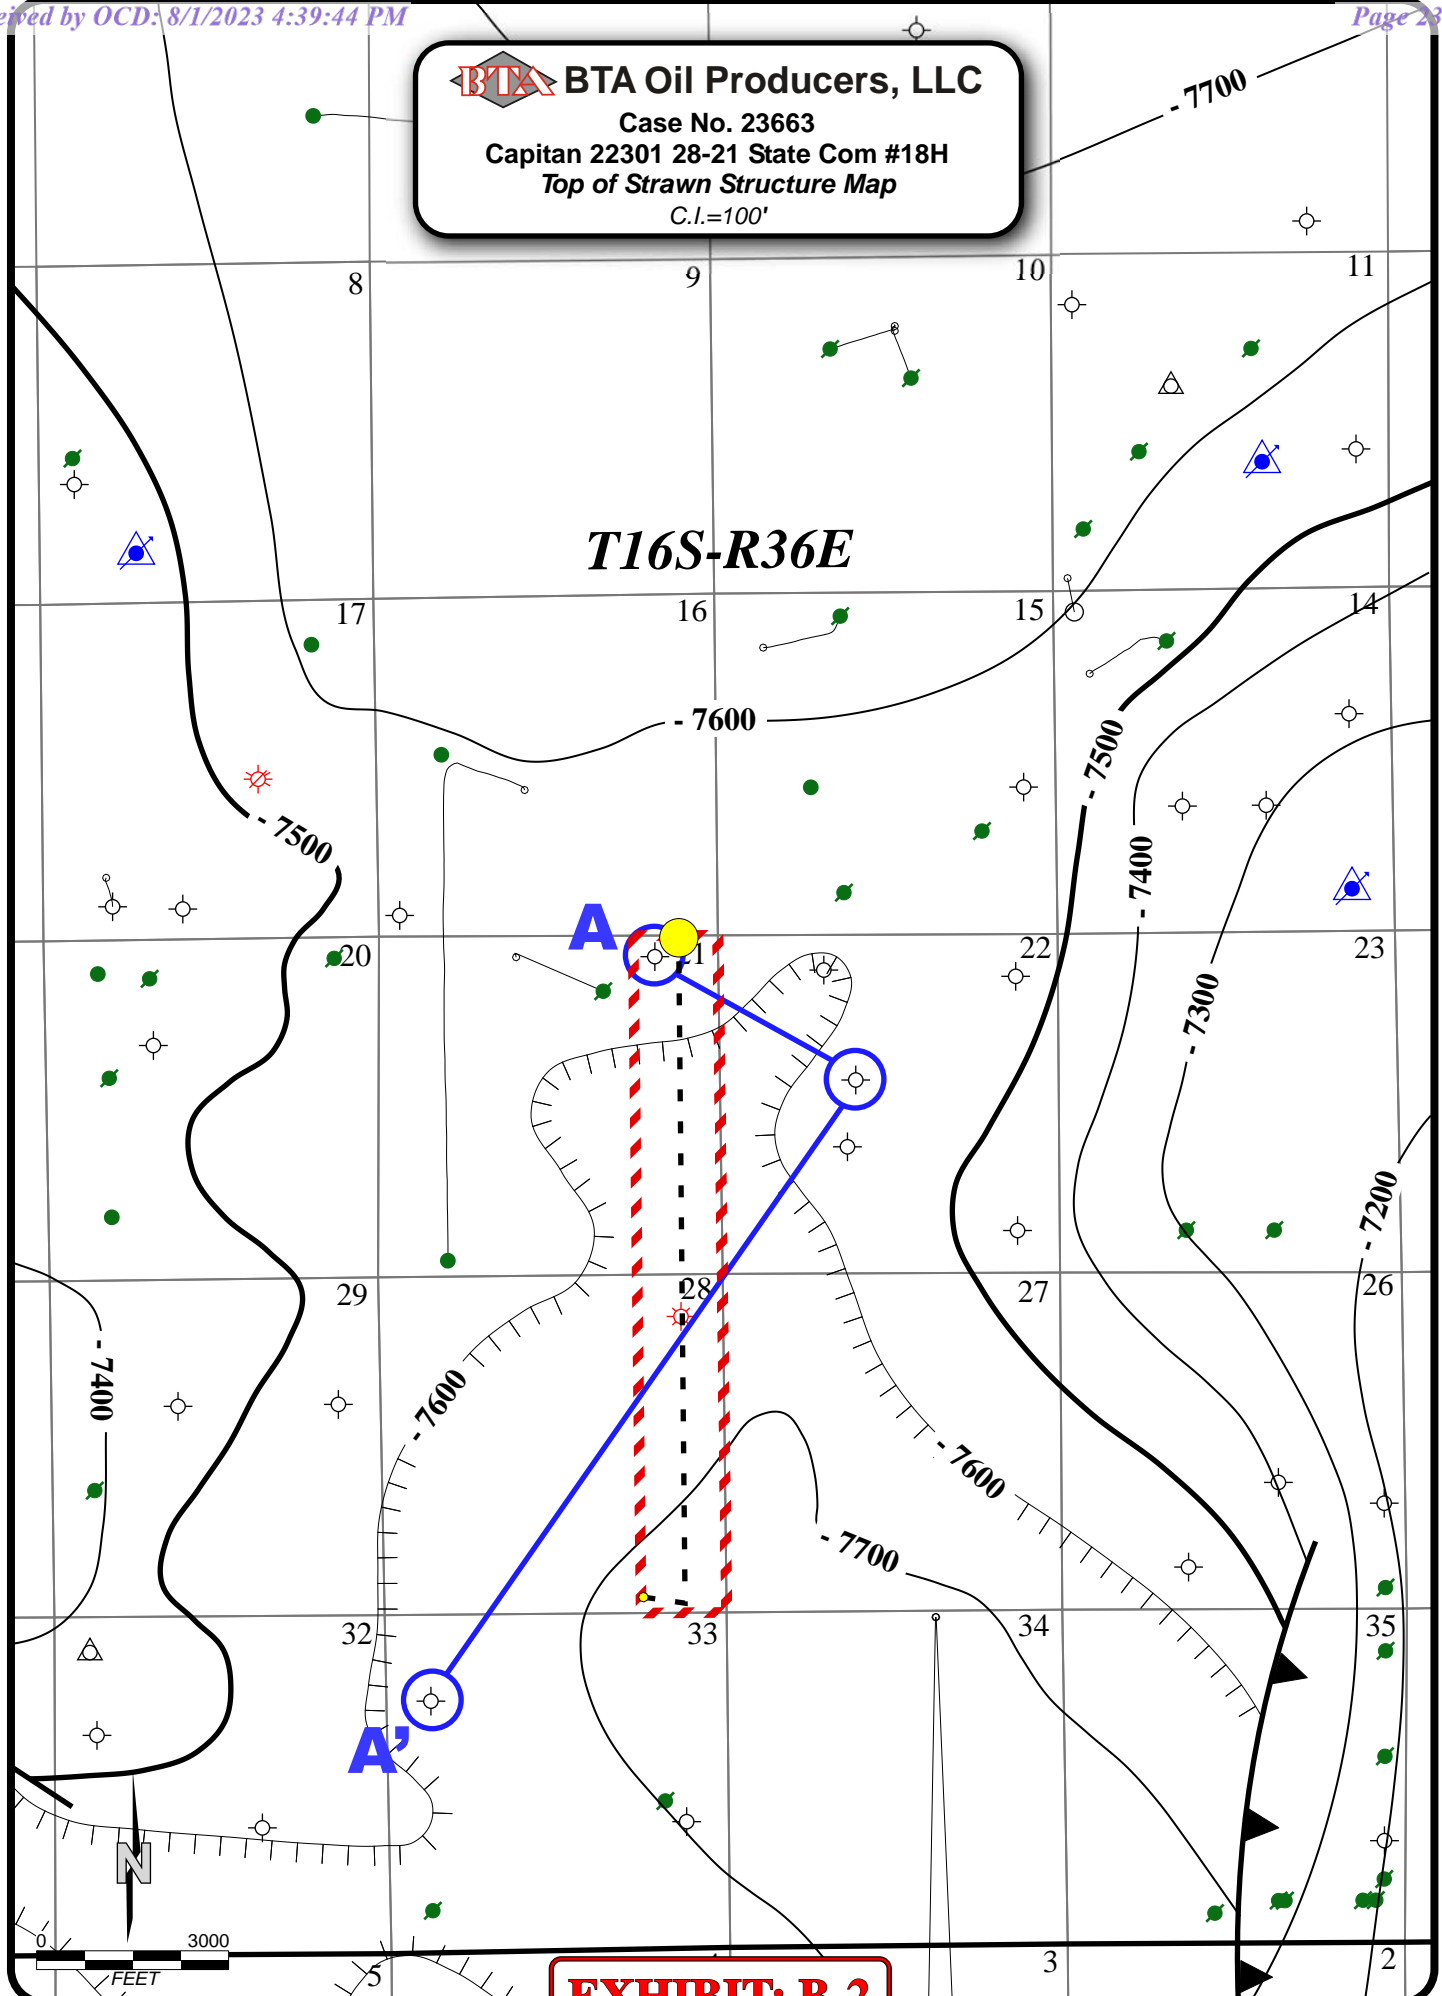 eived by OCD: 8/1/2023 4:39:44 PM
Page 23
BTA BTA Oil Producers, LLC
Case No. 23663
Capitan 22301 28-21 State Com #18H
Top of Strawn Structure Map
C.I.=100'
- 7700
8
9
10
11
T16S-R36E
17
16
15
14
- 7600
- 7500
- 7500
- 7400
A
20
21
22
23
- 7300
- 7200
29
28
27
26
- 7400
- 7600
- 7600
- 7700
32
33
34
35
A’
N
0
3000
FEET
5
3
2
EXHIBIT: B-2